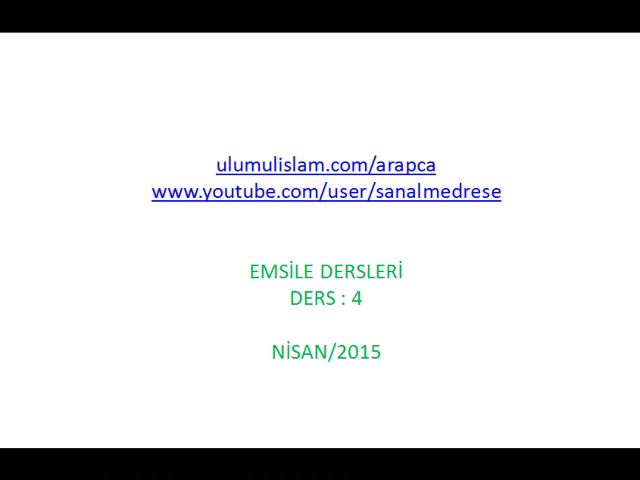 ulumulislam.com/arapca
www.youtube.com/user/sanalmedrese
EMSİLE DERSLERİ
DERS : 4
NİSAN/2015